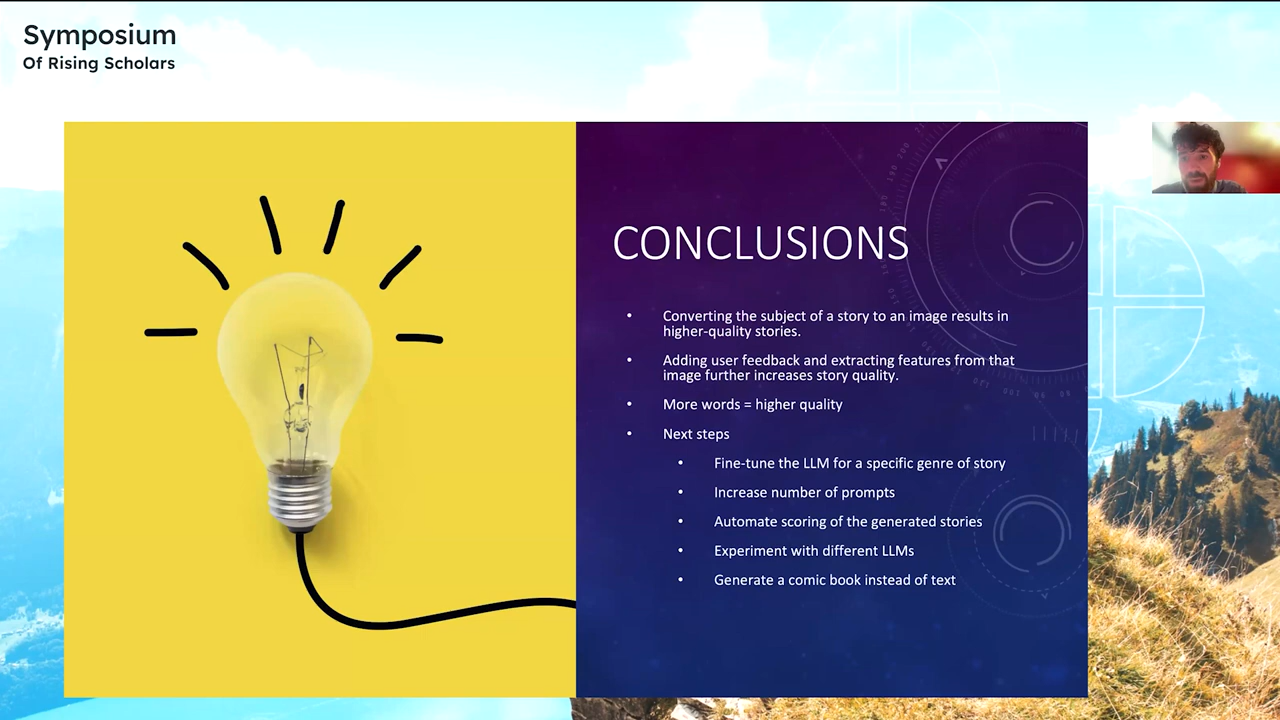 Symposium
Of Rising Scholars
CONCLUSIONS
• Converting the subject of a story to an image results in
higher-quality stories.
• Adding user feedback and extracting features from that
image further increases story quality.
• More words = higher quality
• Next steps
• Fine-tune the LLM for a specific genre of story
• Increase number of prompts
• Automate scoring of the generated stories
• Experiment with different LLMs
• Generate a comic book instead of text